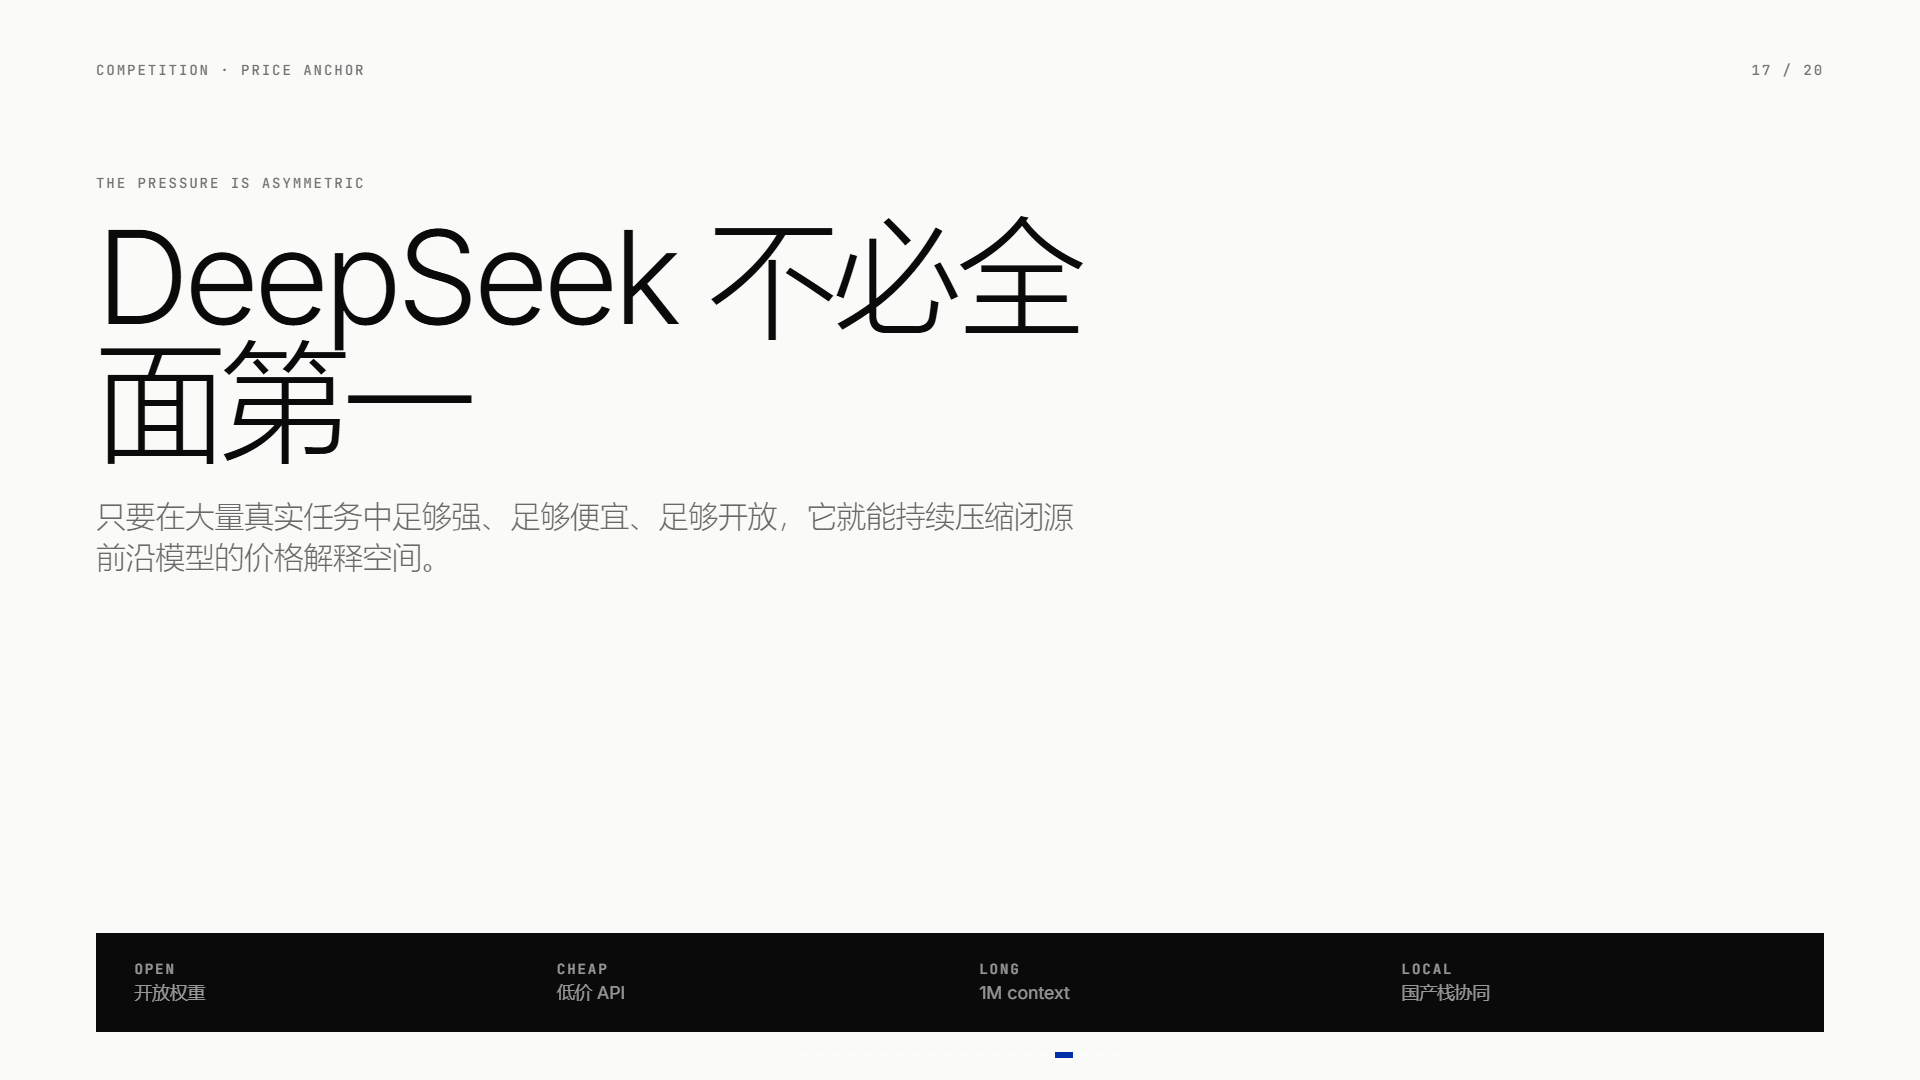 COMPETITION · PRICE ANCHOR
17 / 20
THE PRESSURE IS ASYMMETRIC
DeepSeek 不必全
面第一
只要在大量真实任务中足够强、足够便宜、足够开放，它就能持续压缩闭源
前沿模型的价格解释空间。
OPEN
开放权重
CHEAP
低价 API
LONG
1M context
LOCAL
国产栈协同